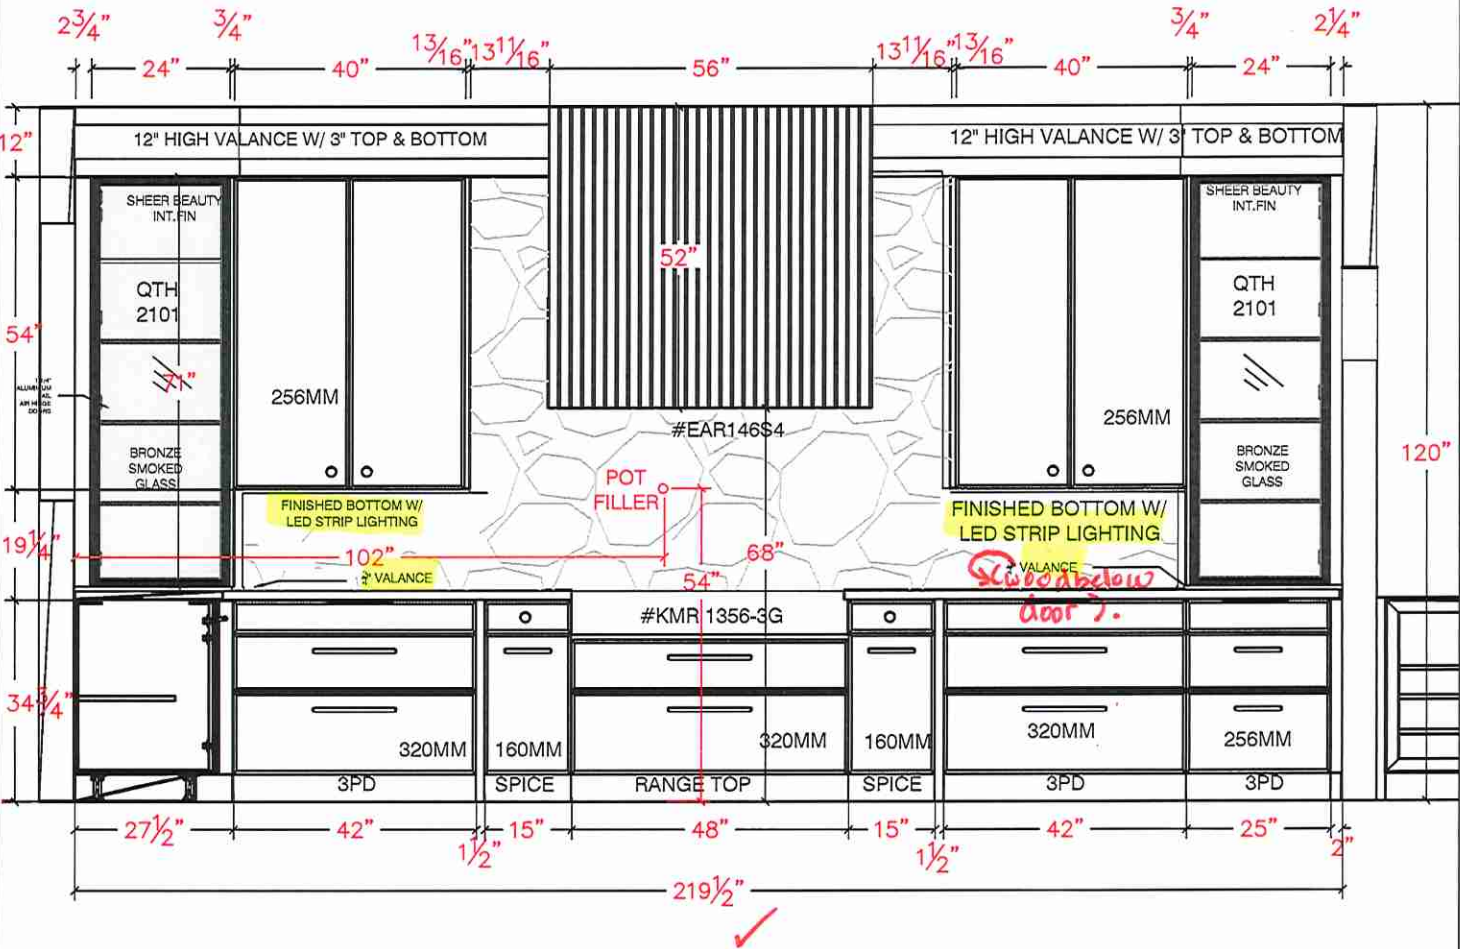 2¾" ¾" ¾" 2¼"
24" 40" 13/16" 13 11/16" 56" 13 11/16" 13/16" 40" 24"
12" HIGH VALANCE W/ 3" TOP & BOTTOM
12" HIGH VALANCE W/ 3" TOP & BOTTOM
12"
SHEER BEAUTY
INT.FIN
SHEER BEAUTY
INT.FIN
52"
QTH
2101
QTH
2101
54"
71"
256MM
256MM
#EAR146S4
120"
BRONZE
SMOKED
GLASS
BRONZE
SMOKED
GLASS
POT
FILLER
FINISHED BOTTOM W/
LED STRIP LIGHTING
FINISHED BOTTOM W/
LED STRIP LIGHTING
19¼"
102"
68"
VALANCE
54"
VALANCE
wood below
door).
#KMR 1356-3G
34¾"
320MM
160MM
320MM
160MM
320MM
256MM
3PD
SPICE
RANGE TOP
SPICE
3PD
3PD
27½" 42" 1½" 15" 48" 15" 1½" 42" 25" 2"
219½"